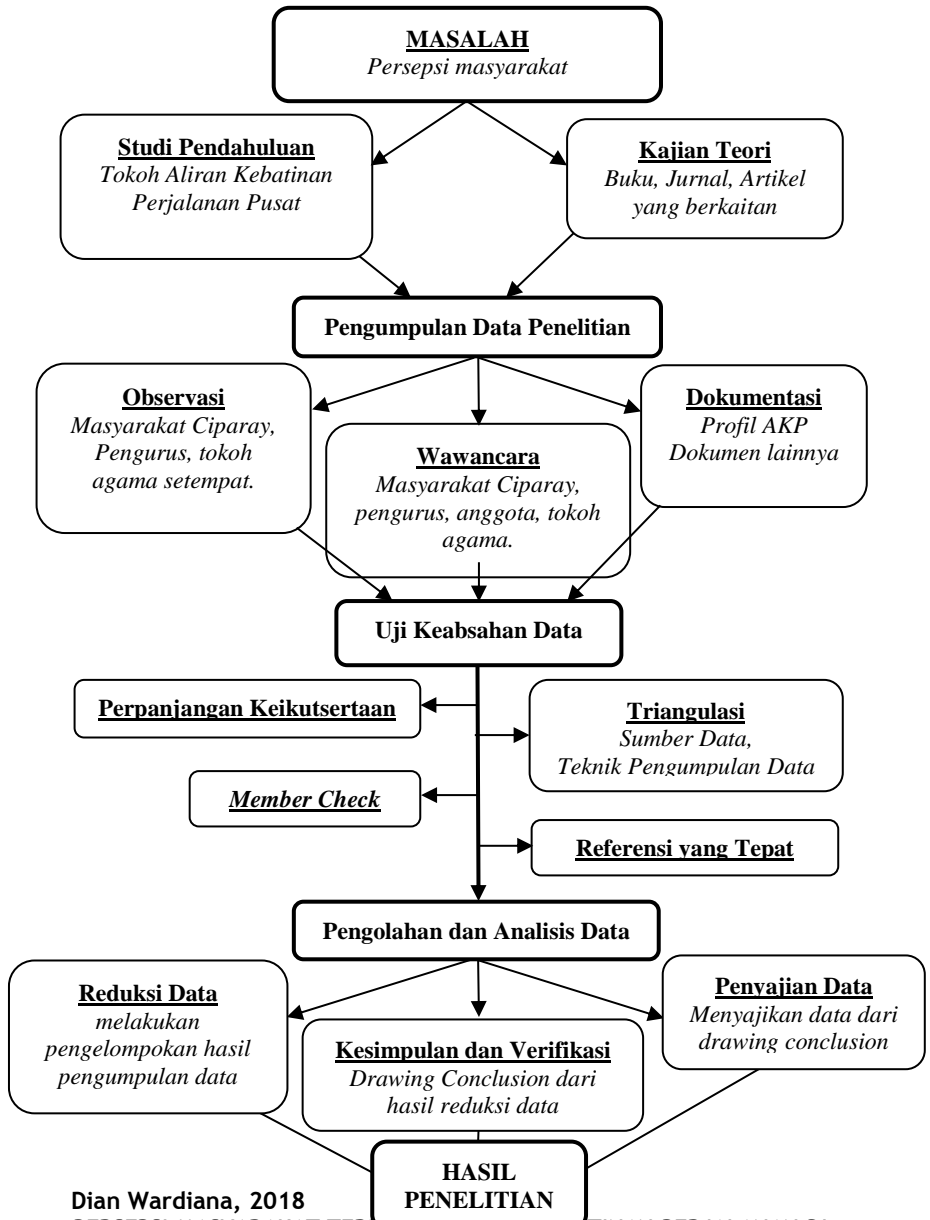 MASALAH
Persepsi masyarakat
Studi Pendahuluan
Tokoh Aliran Kebatinan
Perjalanan Pusat
Kajian Teori
Buku, Jurnal, Artikel
yang berkaitan
Pengumpulan Data Penelitian
Observasi
Masyarakat Ciparay,
Pengurus, tokoh
agama setempat.
Wawancara
Masyarakat Ciparay,
pengurus, anggota, tokoh
agama.
Dokumentasi
Profil AKP
Dokumen lainnya
Uji Keabsahan Data
Perpanjangan Keikutsertaan
Triangulasi
Sumber Data,
Teknik Pengumpulan Data
Member Check
Referensi yang Tepat
Pengolahan dan Analisis Data
Reduksi Data
melakukan
pengelompokan hasil
pengumpulan data
Kesimpulan dan Verifikasi
Drawing Conclusion dari
hasil reduksi data
Penyajian Data
Menyajikan data dari
drawing conclusion
HASIL
PENELITIAN
Dian Wardiana, 2018